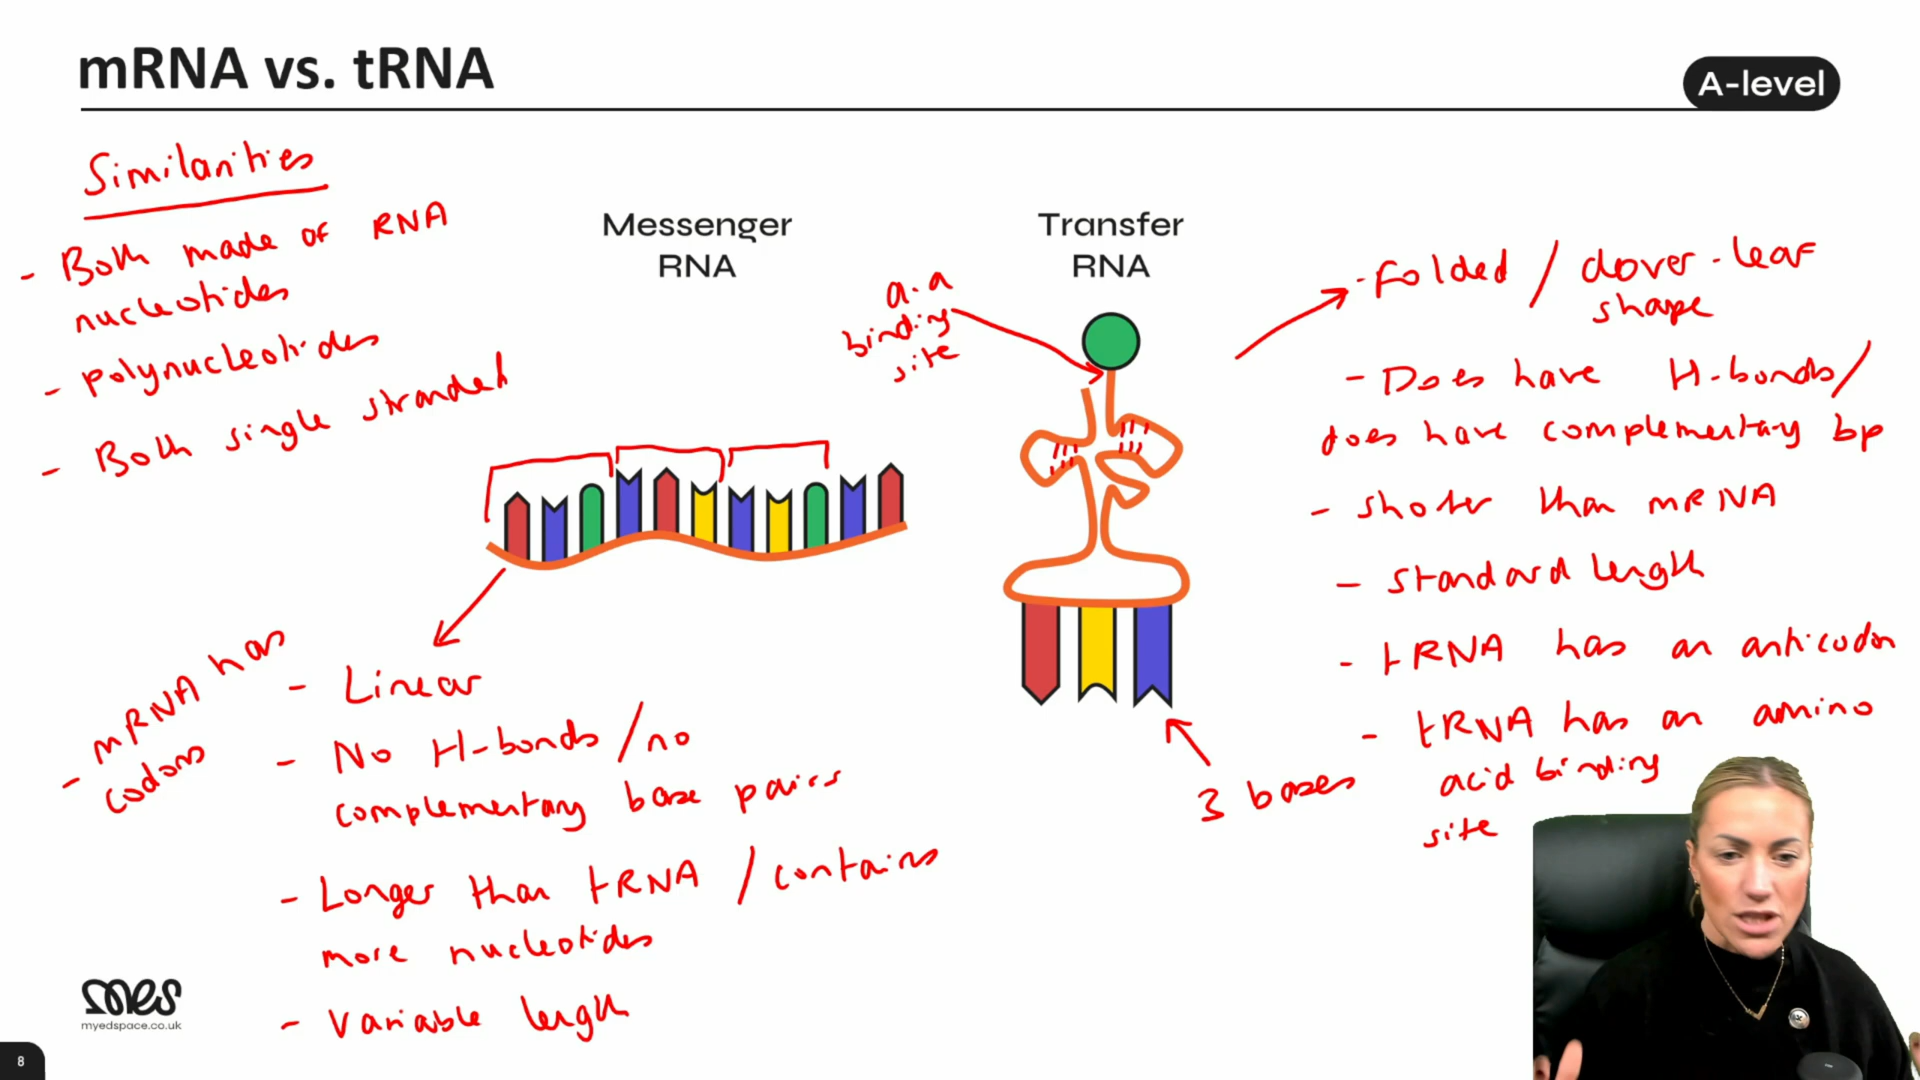 mRNA vs. tRNA
A-level
Similarities
- Both made of RNA
nucleotides
- polynucleotides
- Both single stranded
Messenger
RNA
Transfer
RNA
a.a
binding
site
- folded / clover-leaf
shape
- Does have H-bonds/
does have complementary bp
- shorter than mRNA
- standard length
- tRNA has an anticodon
- tRNA has an amino
acid binding
site
3 bases
- mRNA has
codons
- Linear
- No H-bonds / no
complementary base pairs
- Longer than tRNA / contains
more nucleotides
- Variable length
mes
myedspace.co.uk
8